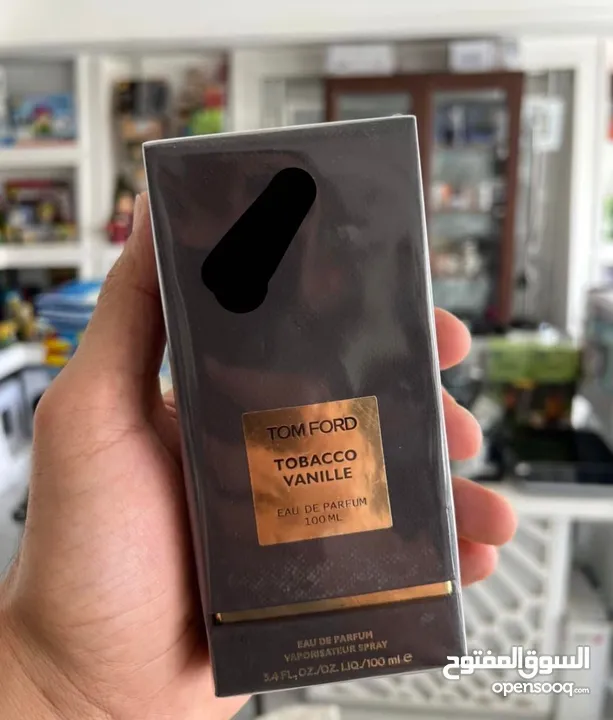 TOM FORD
TOBACCO
VANILLE
EAU DE PARFUM
100 ML
EAU DE PARFUM
VAPORISATEUR SPRAY
3.4 FL.OZ./OZ. LIQ./100 ml e
السوق المفتوح
opensooq.com